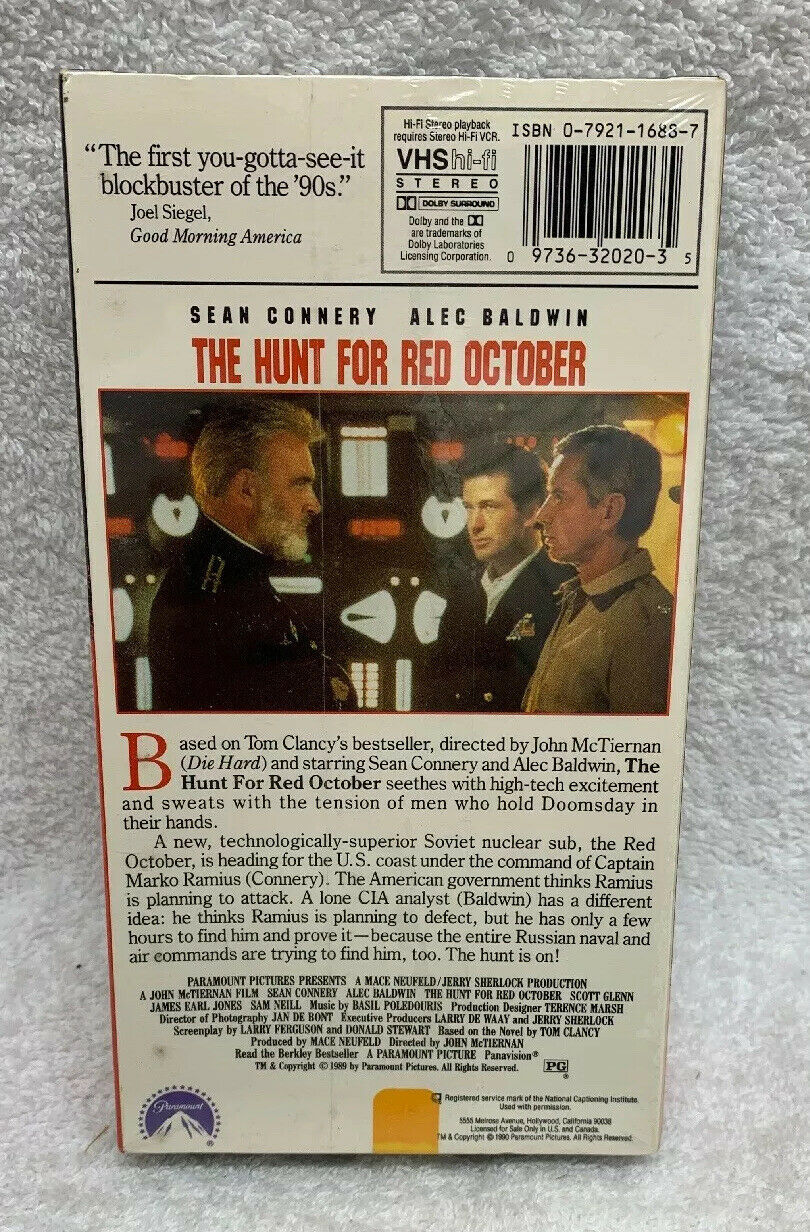 “The first you-gotta-see-it
blockbuster of the ’90s.”
Joel Siegel,
Good Morning America
Hi-Fi Stereo playback
requires Stereo Hi-Fi VCR.
VHS hi-fi
STEREO
DOLBY SURROUND
Dolby and the
are trademarks of
Dolby Laboratories
Licensing Corporation.
ISBN 0-7921-1688-7
0 9736-32020-3 5
SEAN CONNERY ALEC BALDWIN
THE HUNT FOR RED OCTOBER
Based on Tom Clancy’s bestseller, directed by John McTiernan
(Die Hard) and starring Sean Connery and Alec Baldwin, The
Hunt For Red October seethes with high-tech excitement
and sweats with the tension of men who hold Doomsday in
their hands.
A new, technologically-superior Soviet nuclear sub, the Red
October, is heading for the U.S. coast under the command of Captain
Marko Ramius (Connery). The American government thinks Ramius
is planning to attack. A lone CIA analyst (Baldwin) has a different
idea: he thinks Ramius is planning to defect, but he has only a few
hours to find him and prove it—because the entire Russian naval and
air commands are trying to find him, too. The hunt is on!
PARAMOUNT PICTURES PRESENTS A MACE NEUFELD/JERRY SHERLOCK PRODUCTION
A JOHN McTIERNAN FILM SEAN CONNERY ALEC BALDWIN THE HUNT FOR RED OCTOBER SCOTT GLENN
JAMES EARL JONES SAM NEILL Music by BASIL POLEDOURIS Production Designer TERENCE MARSH
Director of Photography JAN DE BONT Executive Producers LARRY DE WAAY and JERRY SHERLOCK
Screenplay by LARRY FERGUSON and DONALD STEWART Based on the Novel by TOM CLANCY
Produced by MACE NEUFELD Directed by JOHN McTIERNAN
Read the Berkley Bestseller A PARAMOUNT PICTURE Panavision®
TM & Copyright © 1989 by Paramount Pictures. All Rights Reserved.
PG
®
Paramount
®
Registered service mark of the National Captioning Institute.
Used with permission.
5555 Melrose Avenue, Hollywood, California 90038
Licensed for Sale Only in U.S. and Canada.
TM & Copyright © 1990 Paramount Pictures. All Rights Reserved.